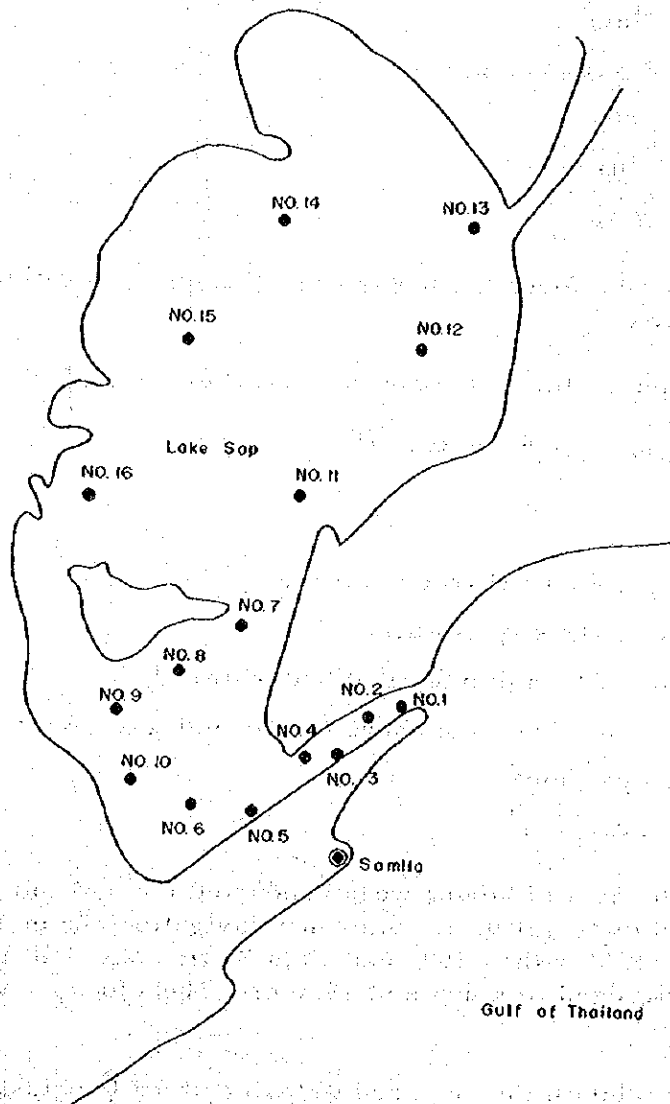 NO. 14
NO. 13
NO. 15
NO. 12
Lake Sap
NO. 16
NO. 11
NO. 7
NO. 8
NO. 9
NO. 2
NO. 1
NO. 4
NO. 3
NO. 10
NO. 6
NO. 5
Samila
Gulf of Thailand